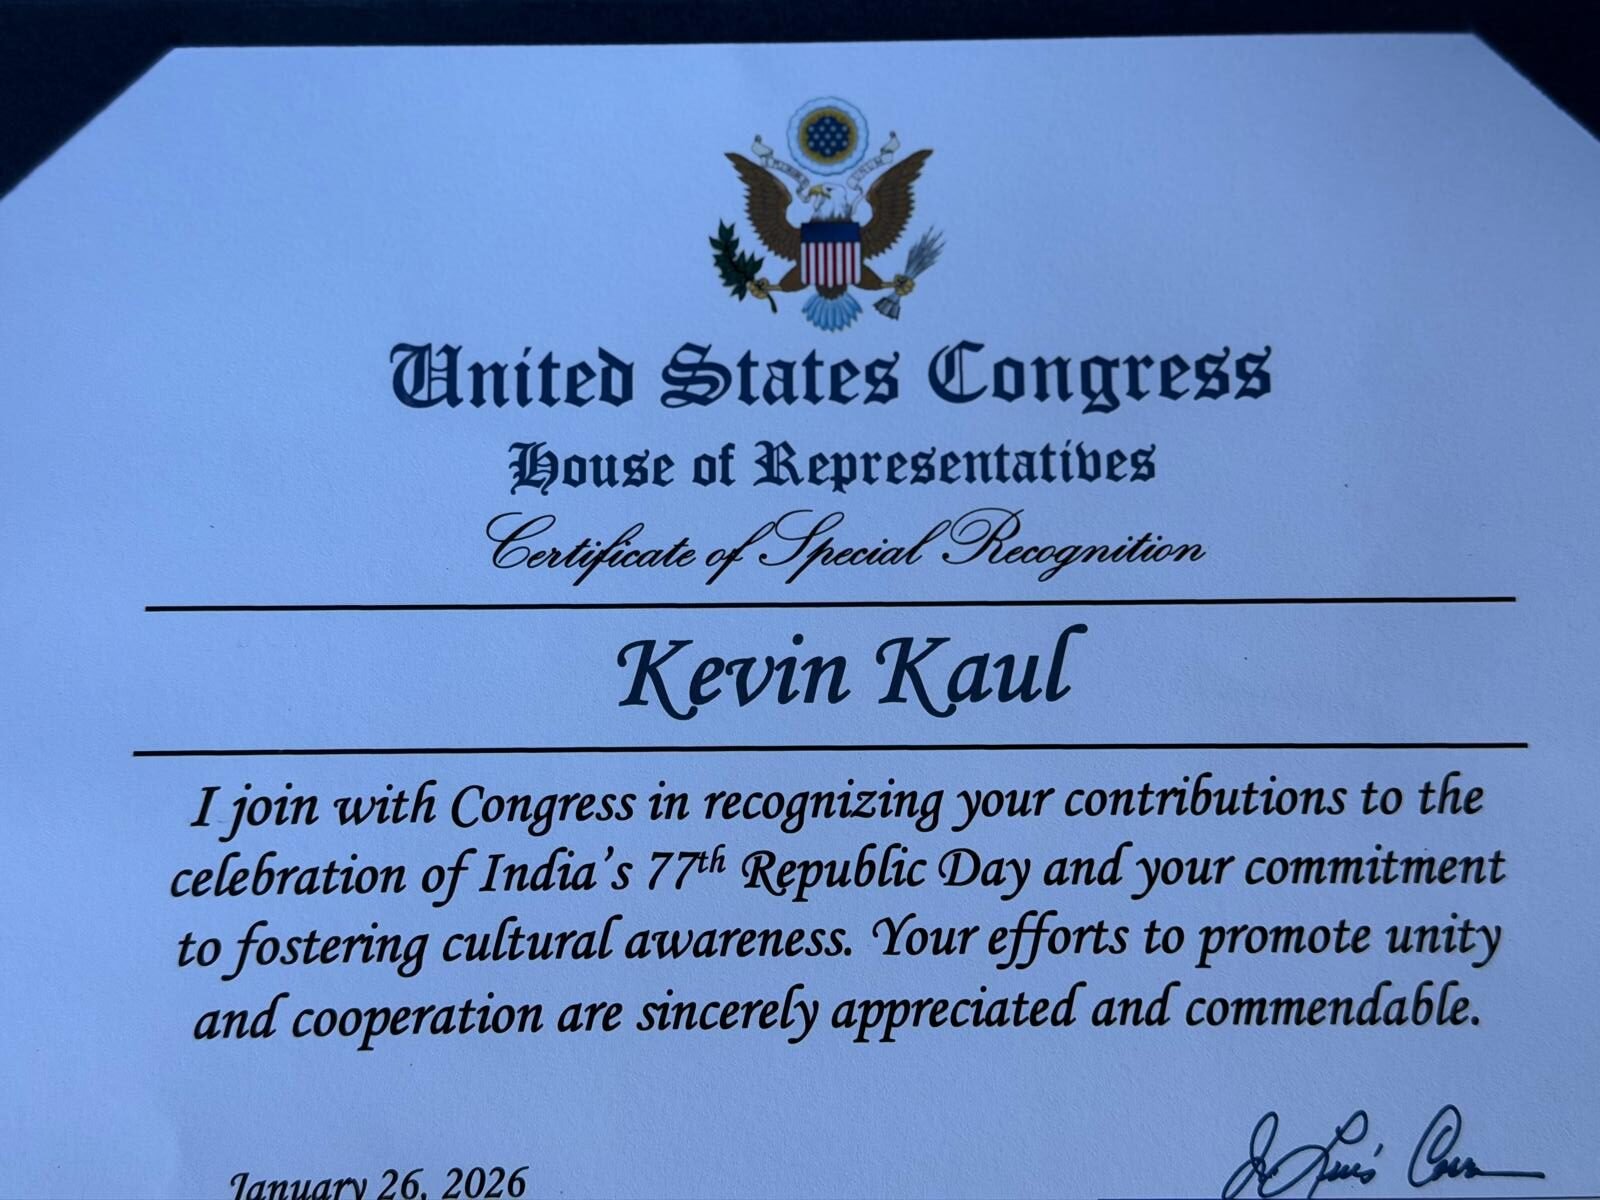 United States Congress
House of Representatives
Certificate of Special Recognition
Kevin Kaul
I join with Congress in recognizing your contributions to the
celebration of India's 77th Republic Day and your commitment
to fostering cultural awareness. Your efforts to promote unity
and cooperation are sincerely appreciated and commendable.
January 26, 2026